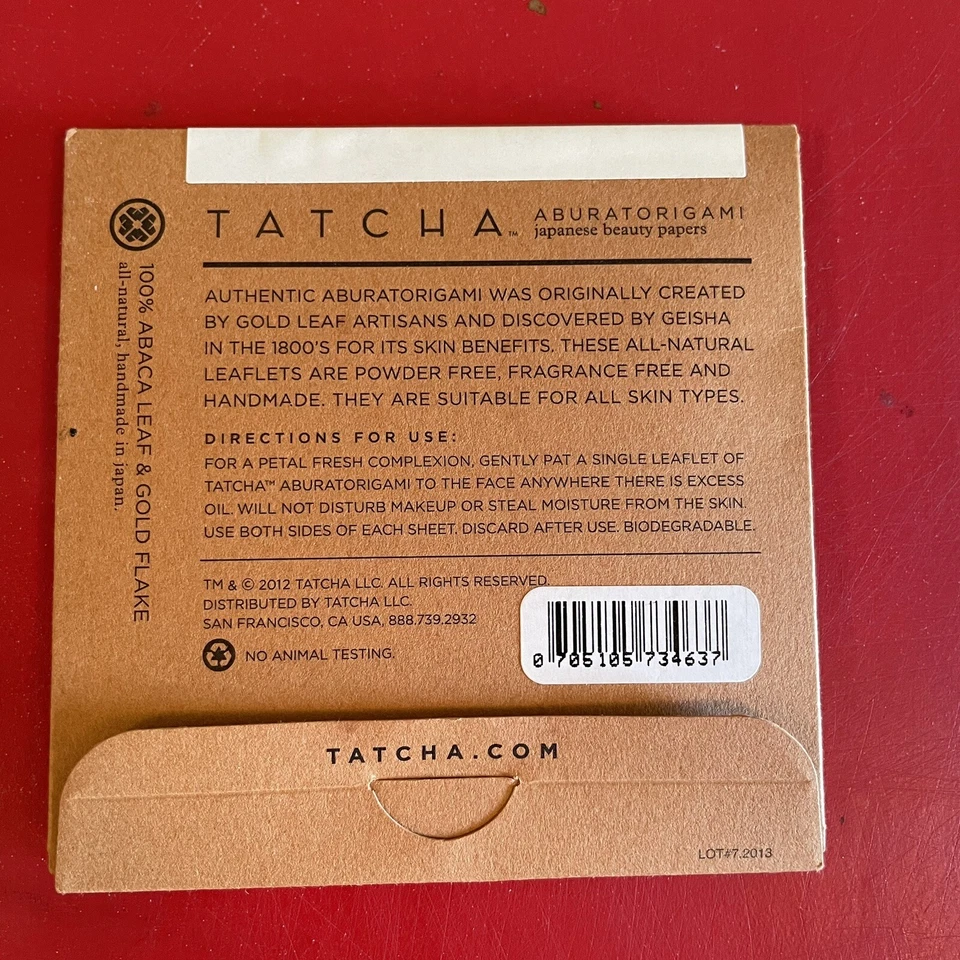 TATCHA™ ABURATORIGAMI
japanese beauty papers
AUTHENTIC ABURATORIGAMI WAS ORIGINALLY CREATED
BY GOLD LEAF ARTISANS AND DISCOVERED BY GEISHA
IN THE 1800'S FOR ITS SKIN BENEFITS. THESE ALL-NATURAL
LEAFLETS ARE POWDER FREE, FRAGRANCE FREE AND
HANDMADE. THEY ARE SUITABLE FOR ALL SKIN TYPES.
DIRECTIONS FOR USE:
FOR A PETAL FRESH COMPLEXION, GENTLY PAT A SINGLE LEAFLET OF
TATCHA™ ABURATORIGAMI TO THE FACE ANYWHERE THERE IS EXCESS
OIL. WILL NOT DISTURB MAKEUP OR STEAL MOISTURE FROM THE SKIN.
USE BOTH SIDES OF EACH SHEET. DISCARD AFTER USE. BIODEGRADABLE.
TM & © 2012 TATCHA LLC. ALL RIGHTS RESERVED.
DISTRIBUTED BY TATCHA LLC.
SAN FRANCISCO, CA USA, 888.739.2932
NO ANIMAL TESTING.
0 705105 734637
100% ABACA LEAF & GOLD FLAKE
all-natural, handmade in japan.
TATCHA.COM
LOT#7.2013